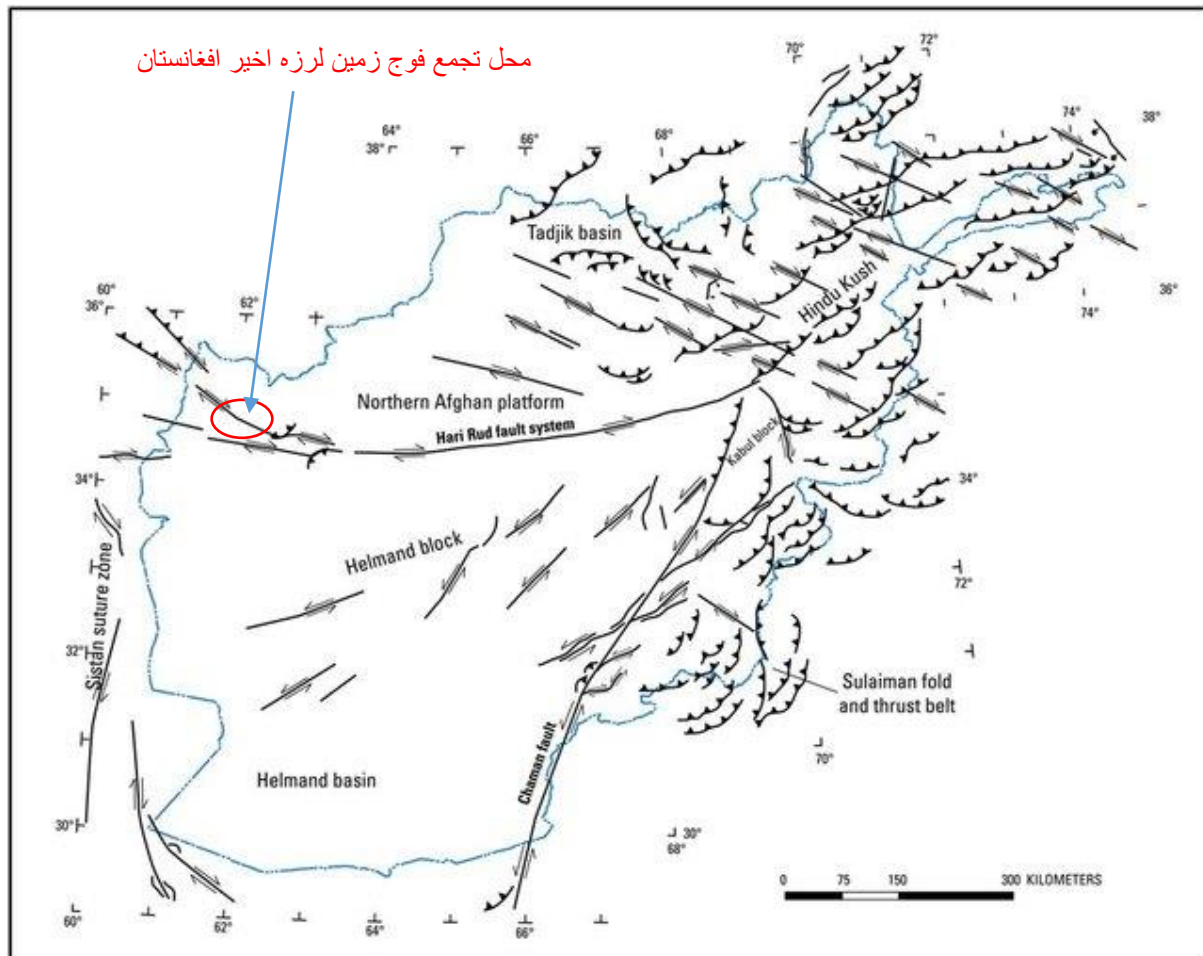 محل تجمع فوج زمین لرزه اخیر افغانستان
70°
72°
64°
38°
66°
68°
74°
38°
Tadjik basin
60°
36°
62°
Hindu Kush
36°
74°
Northern Afghan platform
Hari Rud fault system
Kabul block
34°
34°
Helmand block
72°
Sistan suture zone
32°
Sulaiman fold
and thrust belt
70°
Chaman fault
Helmand basin
30°
30°
68°
0 75 150 300 KILOMETERS
60°
62°
64°
66°